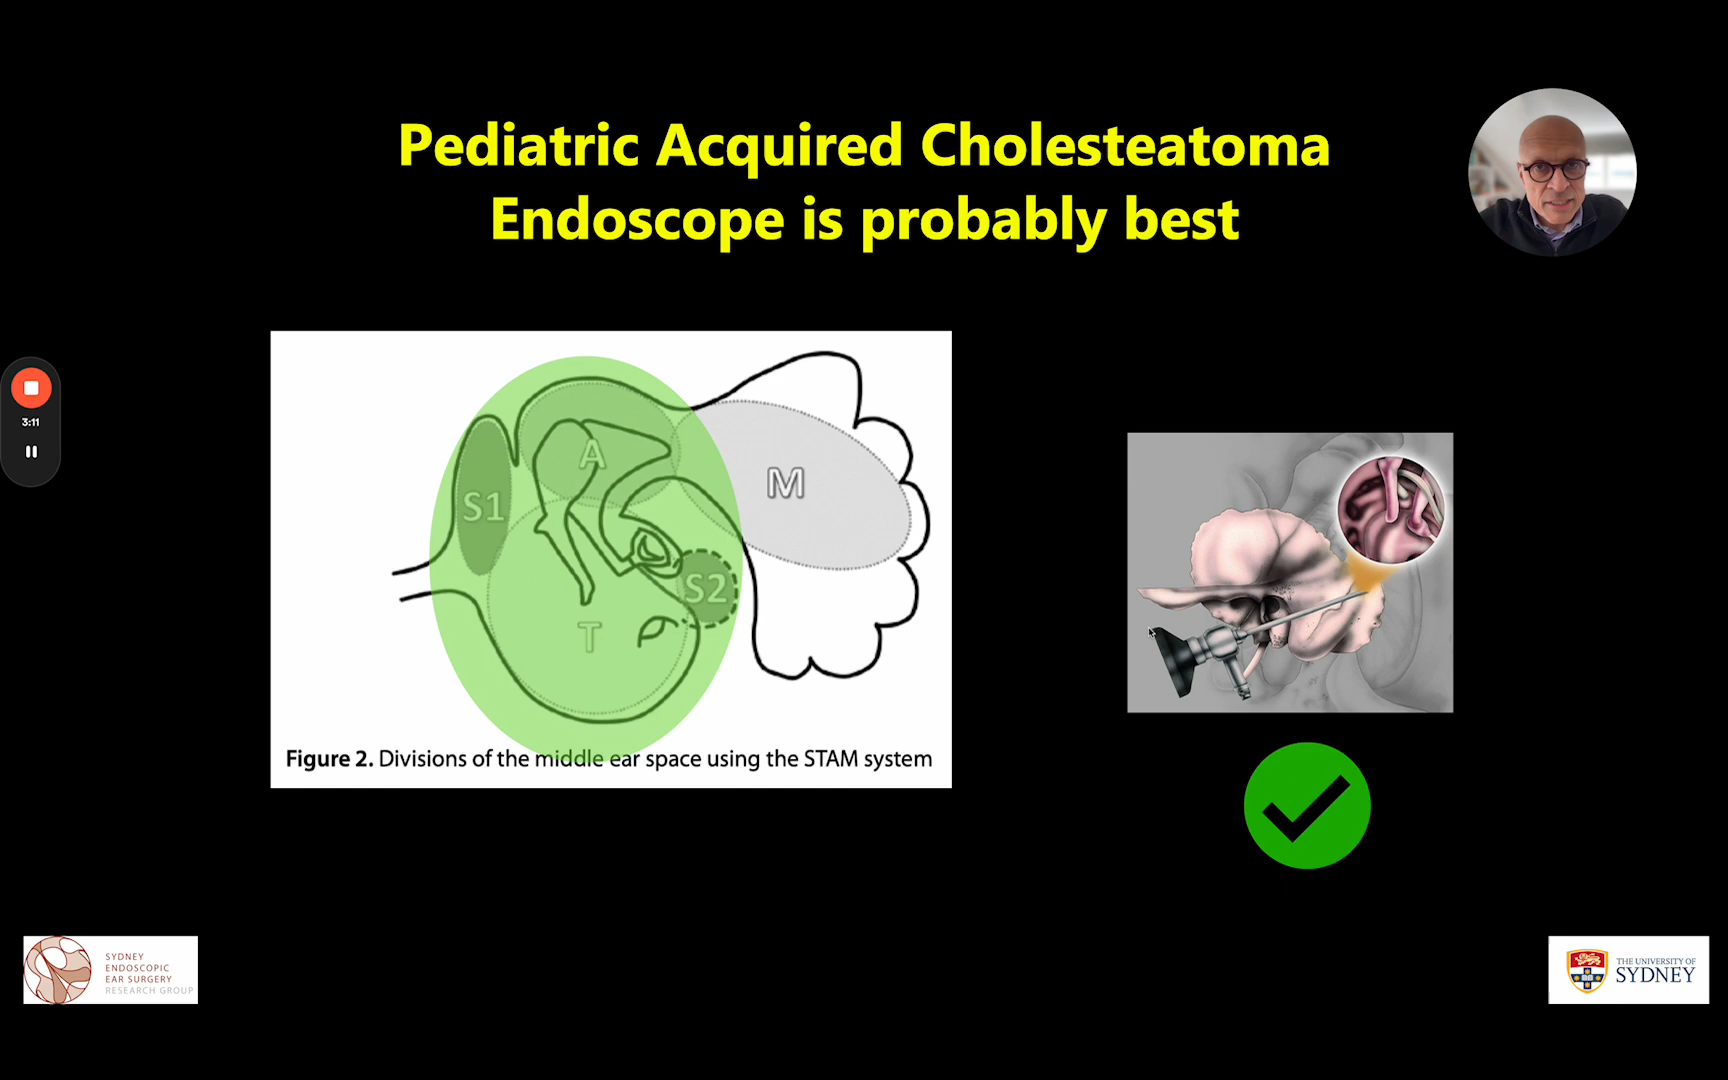 Pediatric Acquired Cholesteatoma
Endoscope is probably best
3:11
A
M
S1
S2
T
Figure 2. Divisions of the middle ear space using the STAM system
SYDNEY
ENDOSCOPIC
EAR SURGERY
RESEARCH GROUP
THE UNIVERSITY OF
SYDNEY